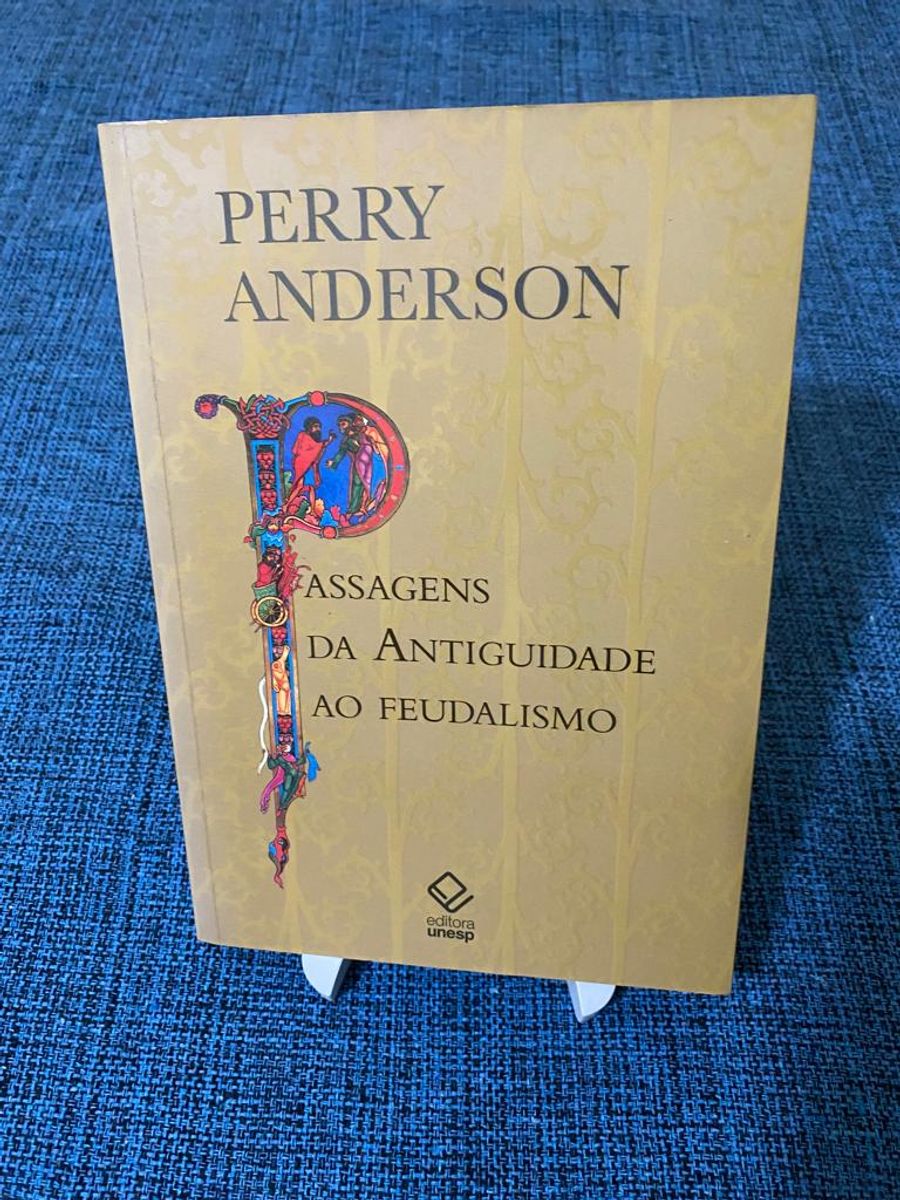 PERRY
ANDERSON
PASSAGENS
DA ANTIGUIDADE
AO FEUDALISMO
editora
unesp